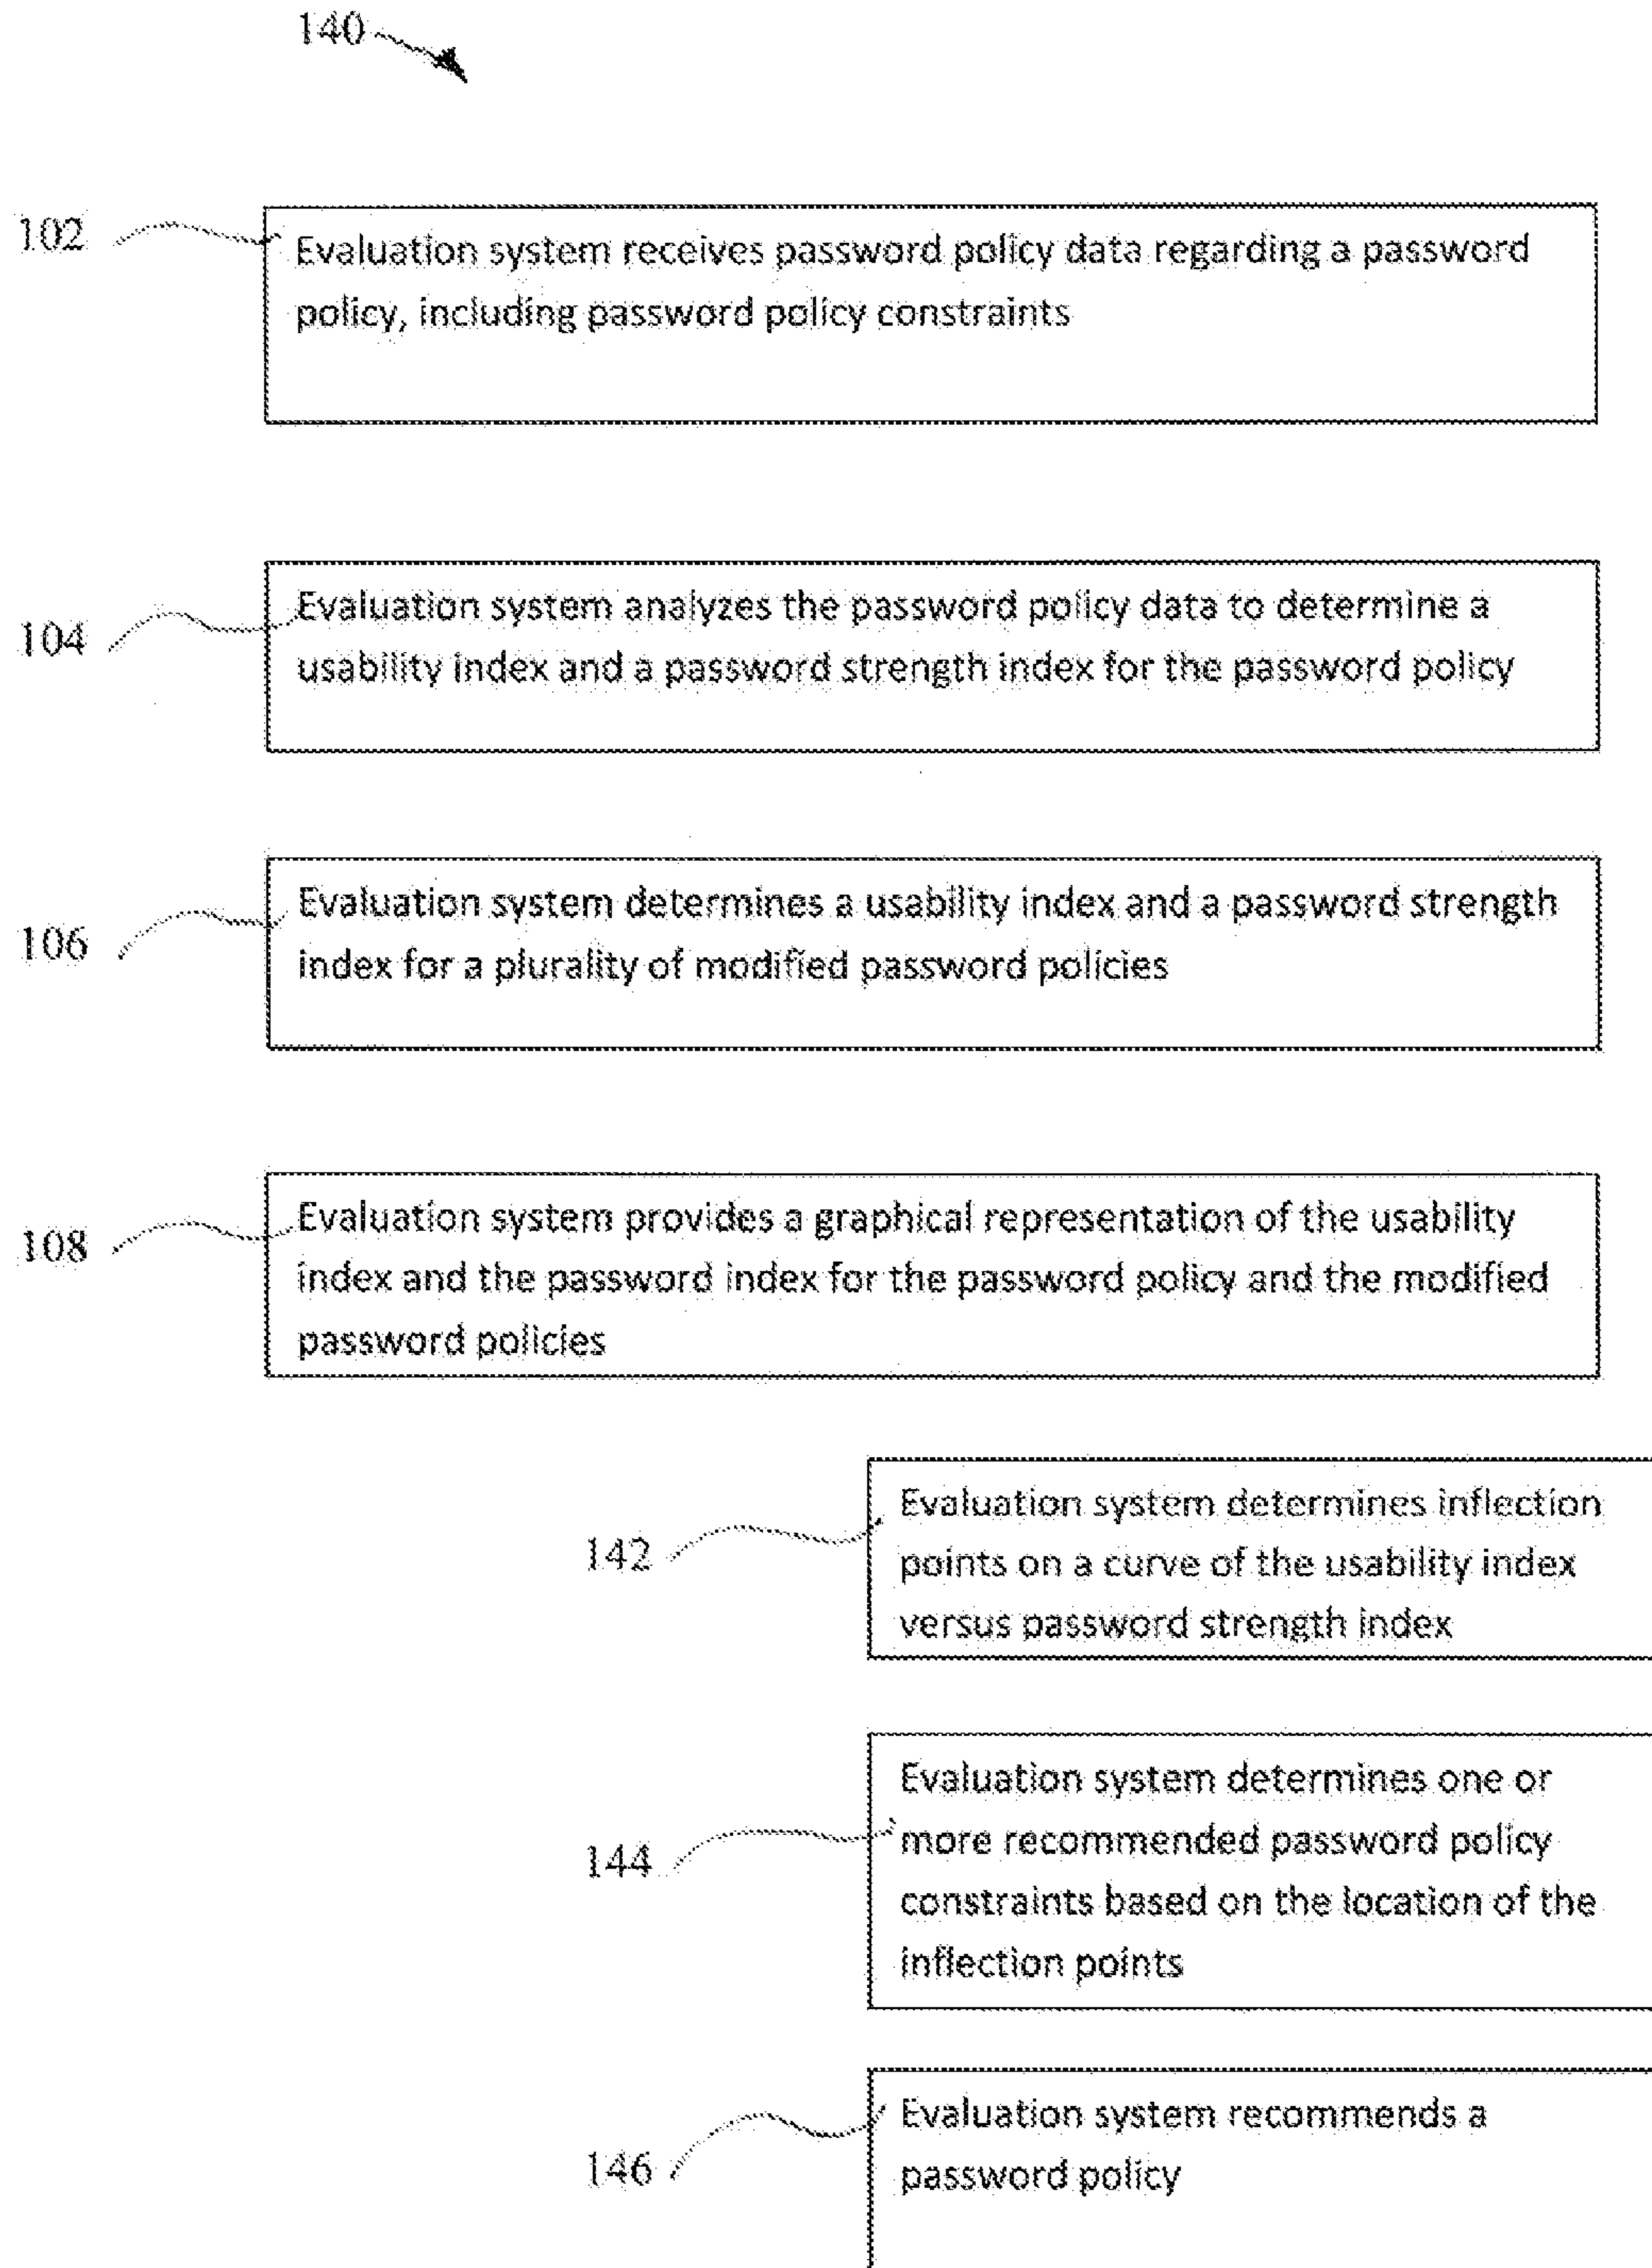 140
102
Evaluation system receives password policy data regarding a password
policy, including password policy constraints
104
Evaluation system analyzes the password policy data to determine a
usability index and a password strength index for the password policy
106
Evaluation system determines a usability index and a password strength
index for a plurality of modified password policies
108
Evaluation system provides a graphical representation of the usability
index and the password index for the password policy and the modified
password policies
142
Evaluation system determines inflection
points on a curve of the usability index
versus password strength index
144
Evaluation system determines one or
more recommended password policy
constraints based on the location of the
inflection points
146
Evaluation system recommends a
password policy